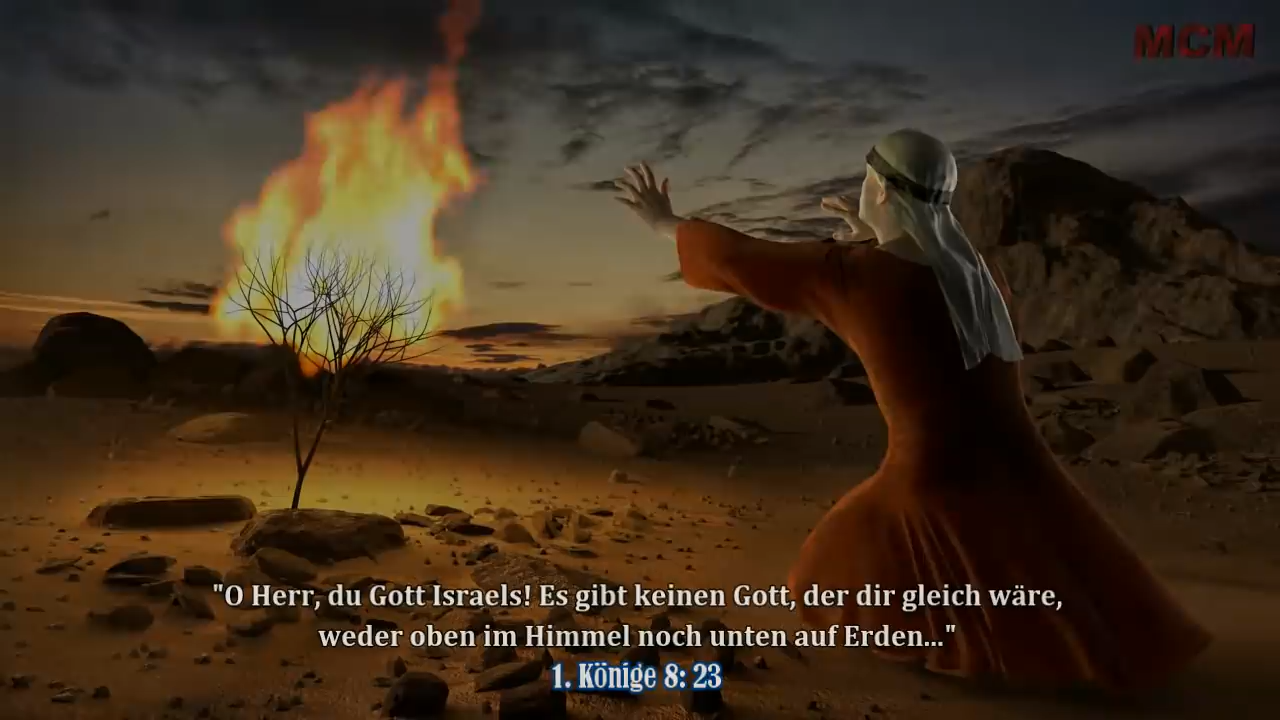 MCM
"O Herr, du Gott Israels! Es gibt keinen Gott, der dir gleich wäre,
weder oben im Himmel noch unten auf Erden..."
1. Könige 8: 23